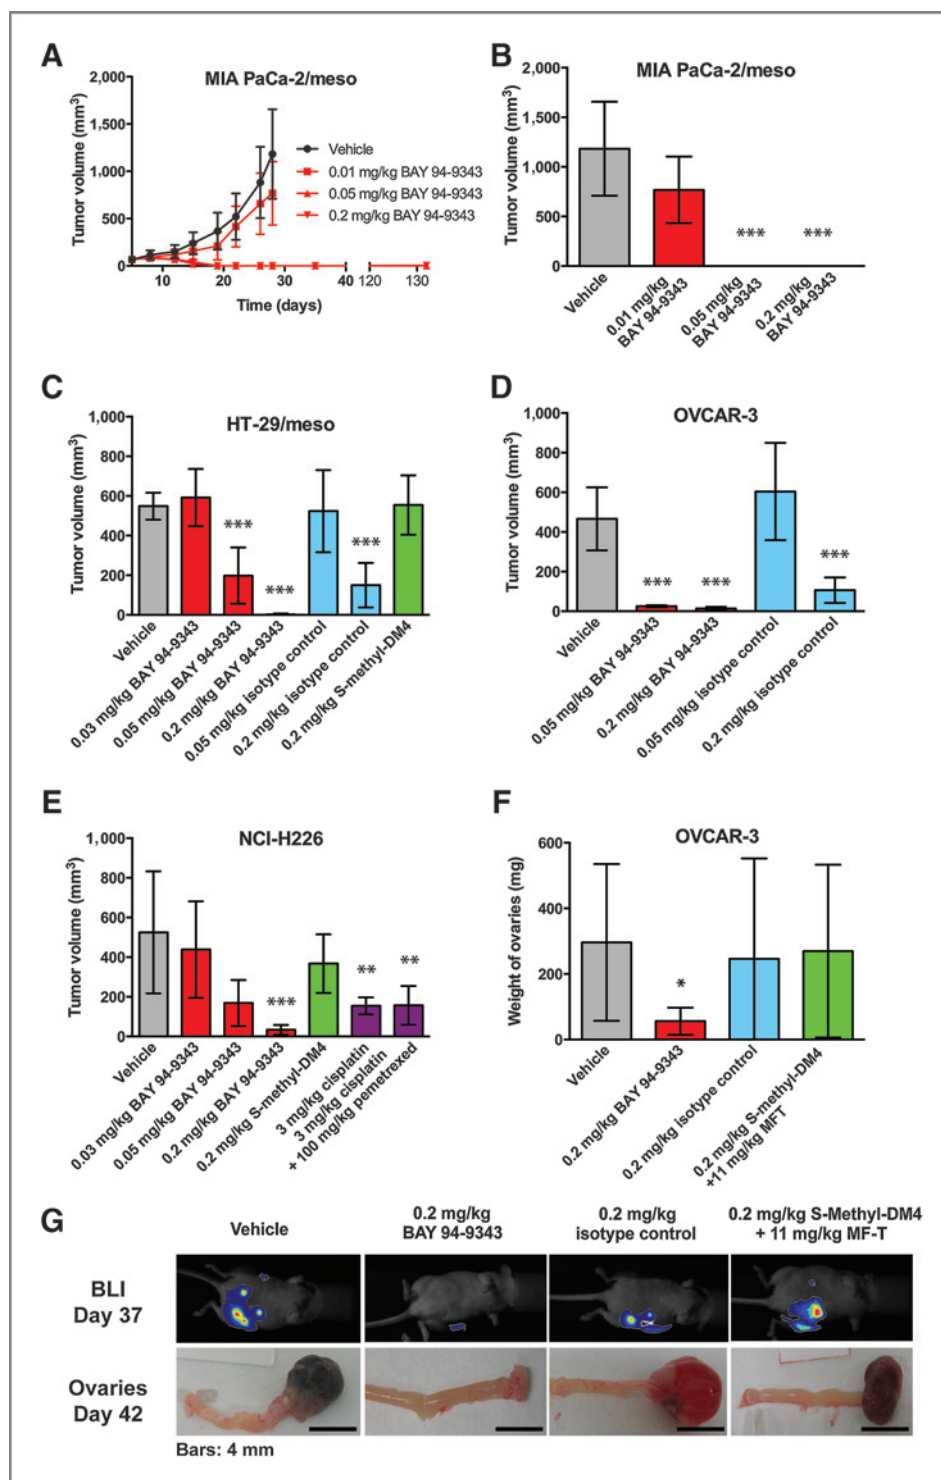 A
MIA PaCa-2/meso
Tumor volume (mm3)
2,000
1,500
1,000
500
0
10
20
30
40
120
130
Time (days)
Vehicle
0.01 mg/kg BAY 94-9343
0.05 mg/kg BAY 94-9343
0.2 mg/kg BAY 94-9343
B
MIA PaCa-2/meso
Tumor volume (mm3)
2,000
1,500
1,000
500
0
***
***
Vehicle
0.01 mg/kg
BAY 94-9343
0.05 mg/kg
BAY 94-9343
0.2 mg/kg
BAY 94-9343
C
HT-29/meso
Tumor volume (mm3)
1,000
800
600
400
200
0
***
***
***
Vehicle
0.03 mg/kg BAY 94-9343
0.05 mg/kg BAY 94-9343
0.2 mg/kg BAY 94-9343
0.05 mg/kg isotype control
0.2 mg/kg isotype control
0.2 mg/kg S-methyl-DM4
D
OVCAR-3
Tumor volume (mm3)
1,000
800
600
400
200
0
***
***
***
Vehicle
0.05 mg/kg BAY 94-9343
0.2 mg/kg BAY 94-9343
0.05 mg/kg isotype control
0.2 mg/kg isotype control
E
NCI-H226
Tumor volume (mm3)
1,000
800
600
400
200
0
***
**
**
Vehicle
0.03 mg/kg BAY 94-9343
0.05 mg/kg BAY 94-9343
0.2 mg/kg BAY 94-9343
0.2 mg/kg S-methyl-DM4
3 mg/kg cisplatin
3 mg/kg cisplatin
+ 100 mg/kg pemetrexed
F
OVCAR-3
Weight of ovaries (mg)
600
400
200
0
*
Vehicle
0.2 mg/kg BAY 94-9343
0.2 mg/kg isotype control
0.2 mg/kg S-methyl-DM4
+11 mg/kg MFT
G
Vehicle
0.2 mg/kg
BAY 94-9343
0.2 mg/kg
isotype control
0.2 mg/kg S-Methyl-DM4
+ 11 mg/kg MF-T
BLI
Day 37
Ovaries
Day 42
Bars: 4 mm